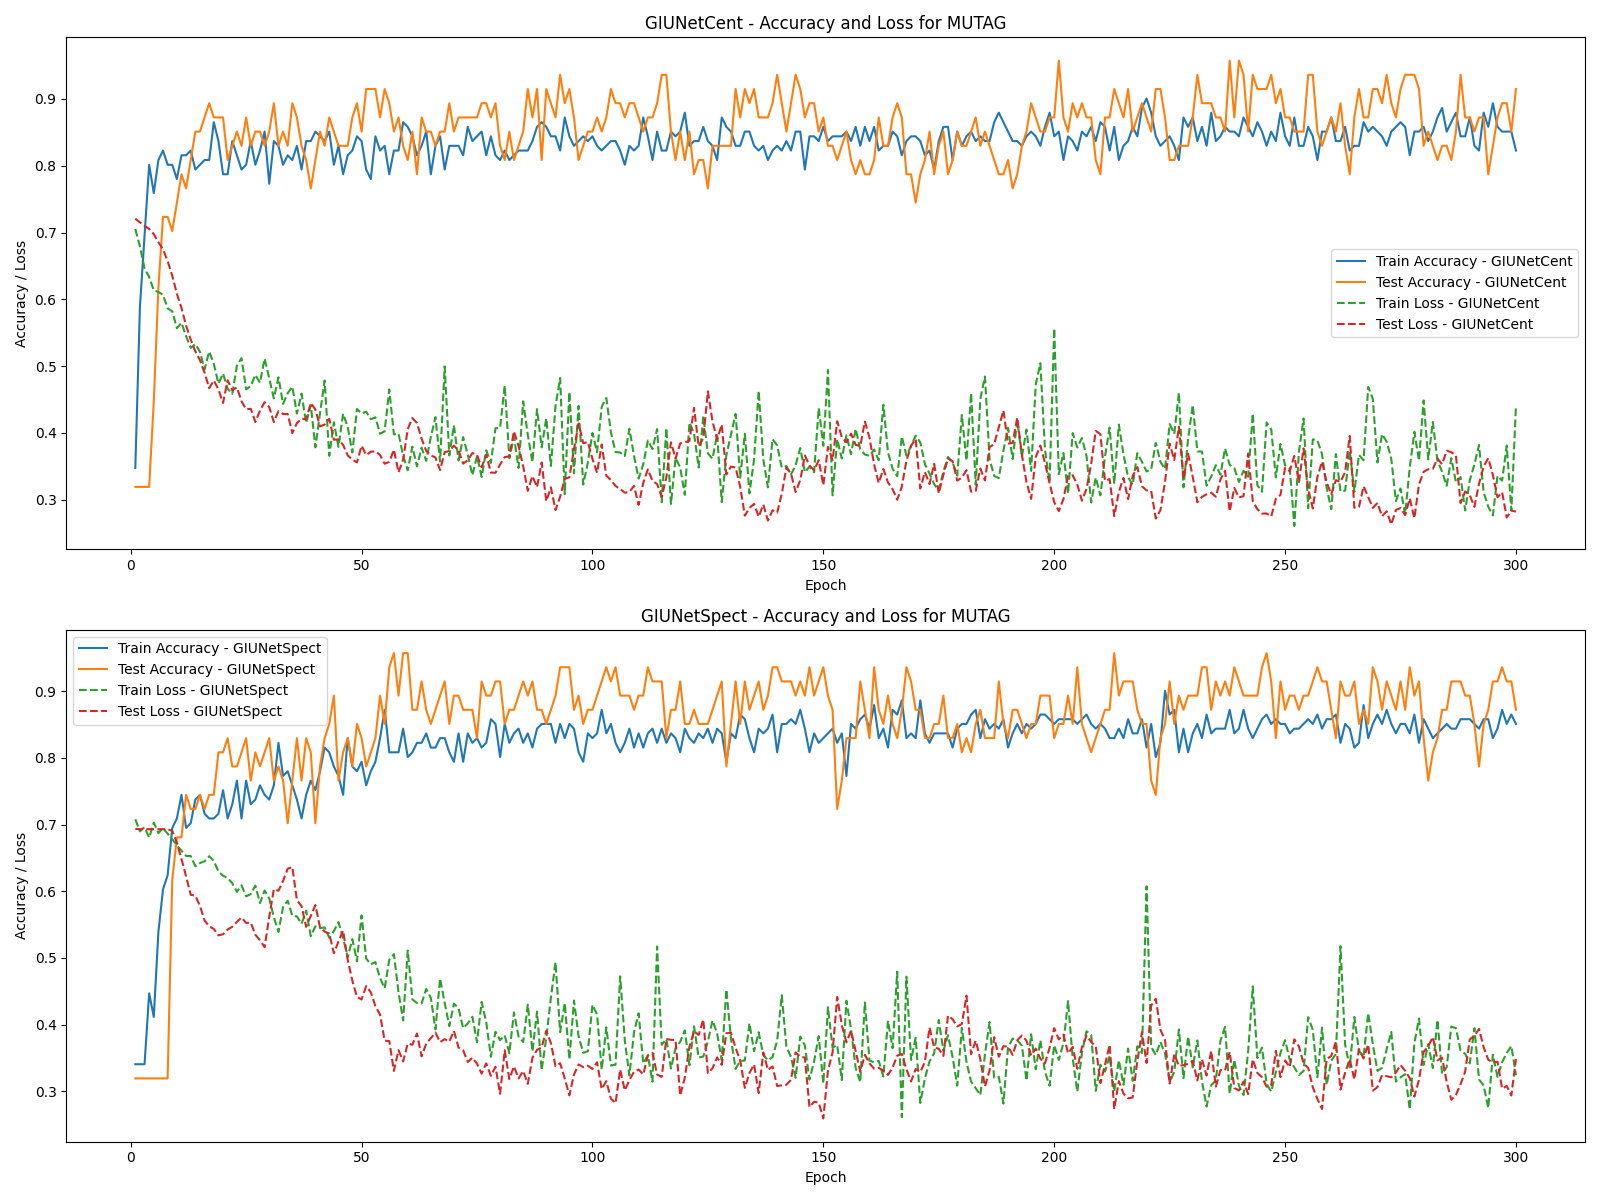 GIUNetCent - Accuracy and Loss for MUTAG
Accuracy / Loss
0.9
0.8
0.7
0.6
0.5
0.4
0.3
Train Accuracy - GIUNetCent
Test Accuracy - GIUNetCent
Train Loss - GIUNetCent
Test Loss - GIUNetCent
0 50 100 150 200 250 300
Epoch
GIUNetSpect - Accuracy and Loss for MUTAG
Train Accuracy - GIUNetSpect
Test Accuracy - GIUNetSpect
Train Loss - GIUNetSpect
Test Loss - GIUNetSpect
Accuracy / Loss
0.9
0.8
0.7
0.6
0.5
0.4
0.3
0 50 100 150 200 250 300
Epoch